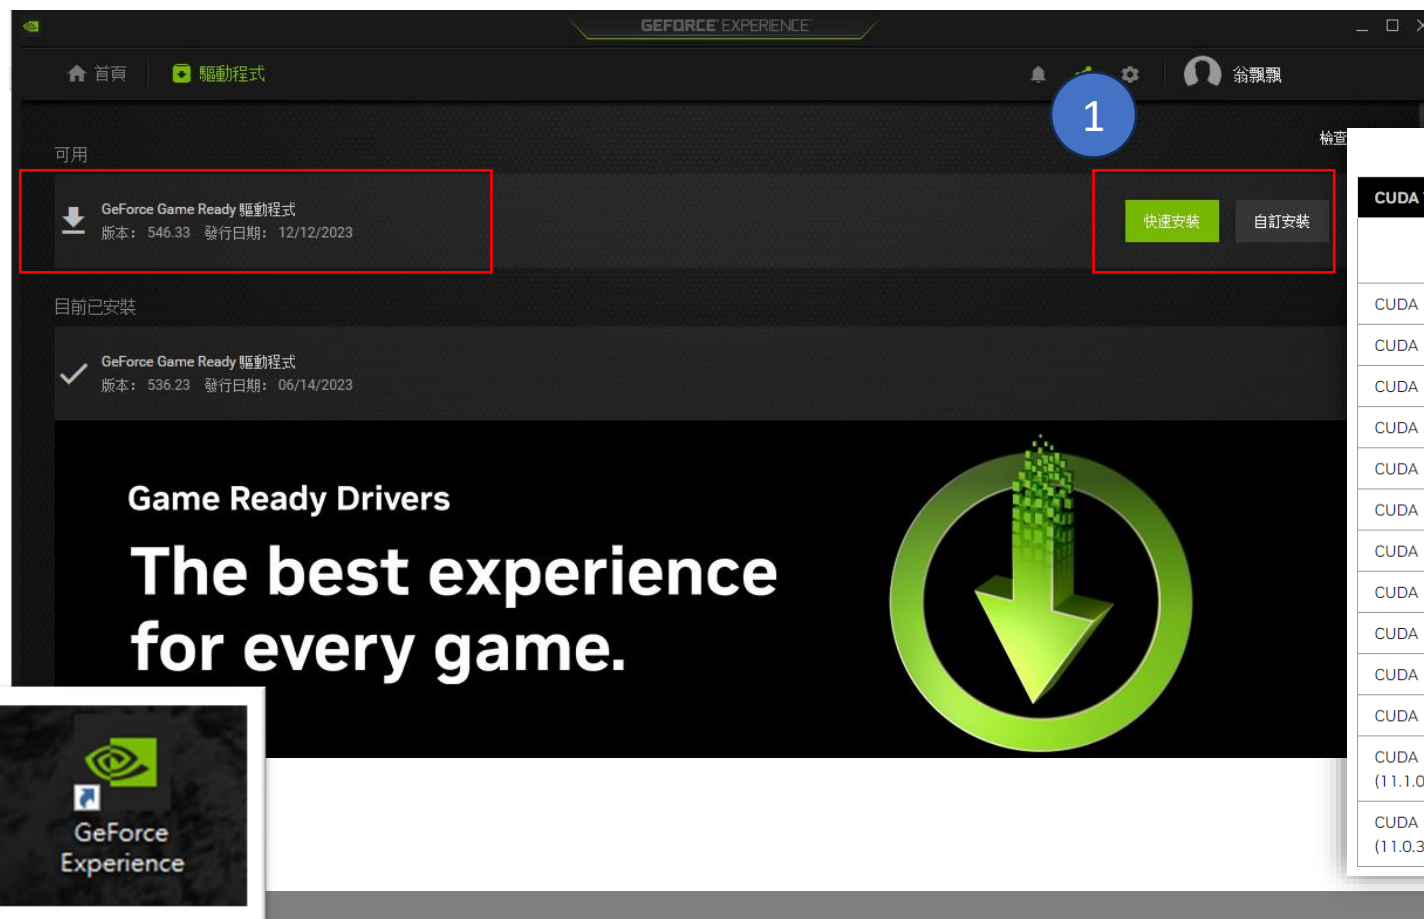 GEFORCE EXPERIENCE
首頁
驅動程式
翁飄飄
1
檢查
可用
GeForce Game Ready 驅動程式
版本： 546.33 發行日期： 12/12/2023
快速安裝
自訂安裝
目前已安裝
GeForce Game Ready 驅動程式
版本： 536.23 發行日期： 06/14/2023
Game Ready Drivers
The best experience
for every game.
GeForce
Experience
CUDA
CUDA
CUDA
CUDA
CUDA
CUDA
CUDA
CUDA
CUDA
CUDA
CUDA
CUDA
CUDA
(11.1.0
CUDA
(11.0.3